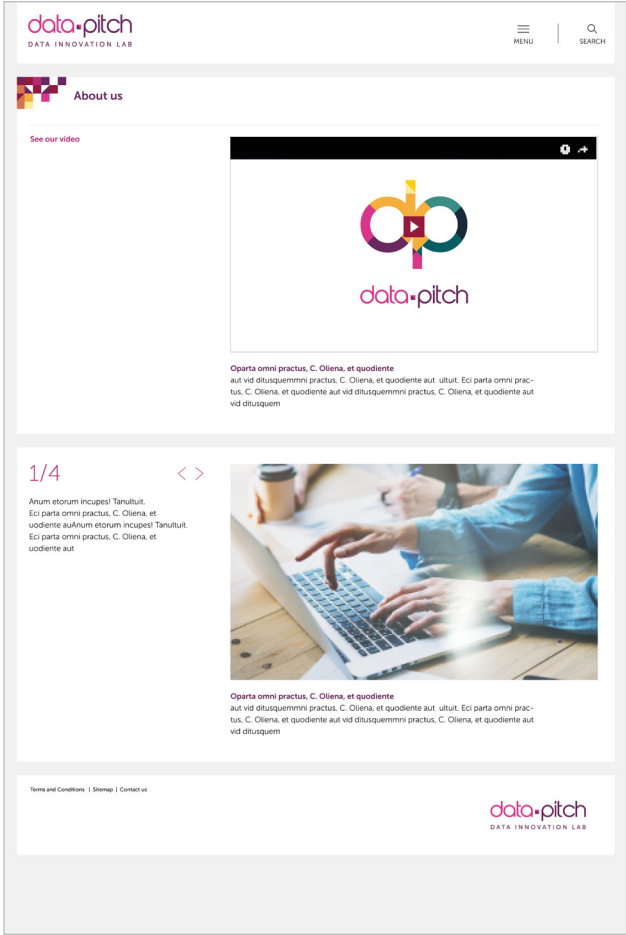 data pitch
DATA INNOVATION LAB
MENU
SEARCH
About us
See our video
data pitch
Oparta omni practus, C. Oliena, et quodiente
aut vid ditusquemmni practus, C. Oliena, et quodiente aut ultuit. Eci parta omni prac-
tus, C. Oliena, et quodiente aut vid ditusquemmni practus, C. Oliena, et quodiente aut
vid ditusquem
1/4
Anum etorum incupes! Tanultuit.
Eci parta omni practus, C. Oliena, et
uodiente auAnum etorum incupes! Tanultuit.
Eci parta omni practus, C. Oliena, et
uodiente aut
Oparta omni practus, C. Oliena, et quodiente
aut vid ditusquemmni practus, C. Oliena, et quodiente aut ultuit. Eci parta omni prac-
tus, C. Oliena, et quodiente aut vid ditusquemmni practus, C. Oliena, et quodiente aut
vid ditusquem
Terms and Conditions | Sitemap | Contact us
data pitch
DATA INNOVATION LAB